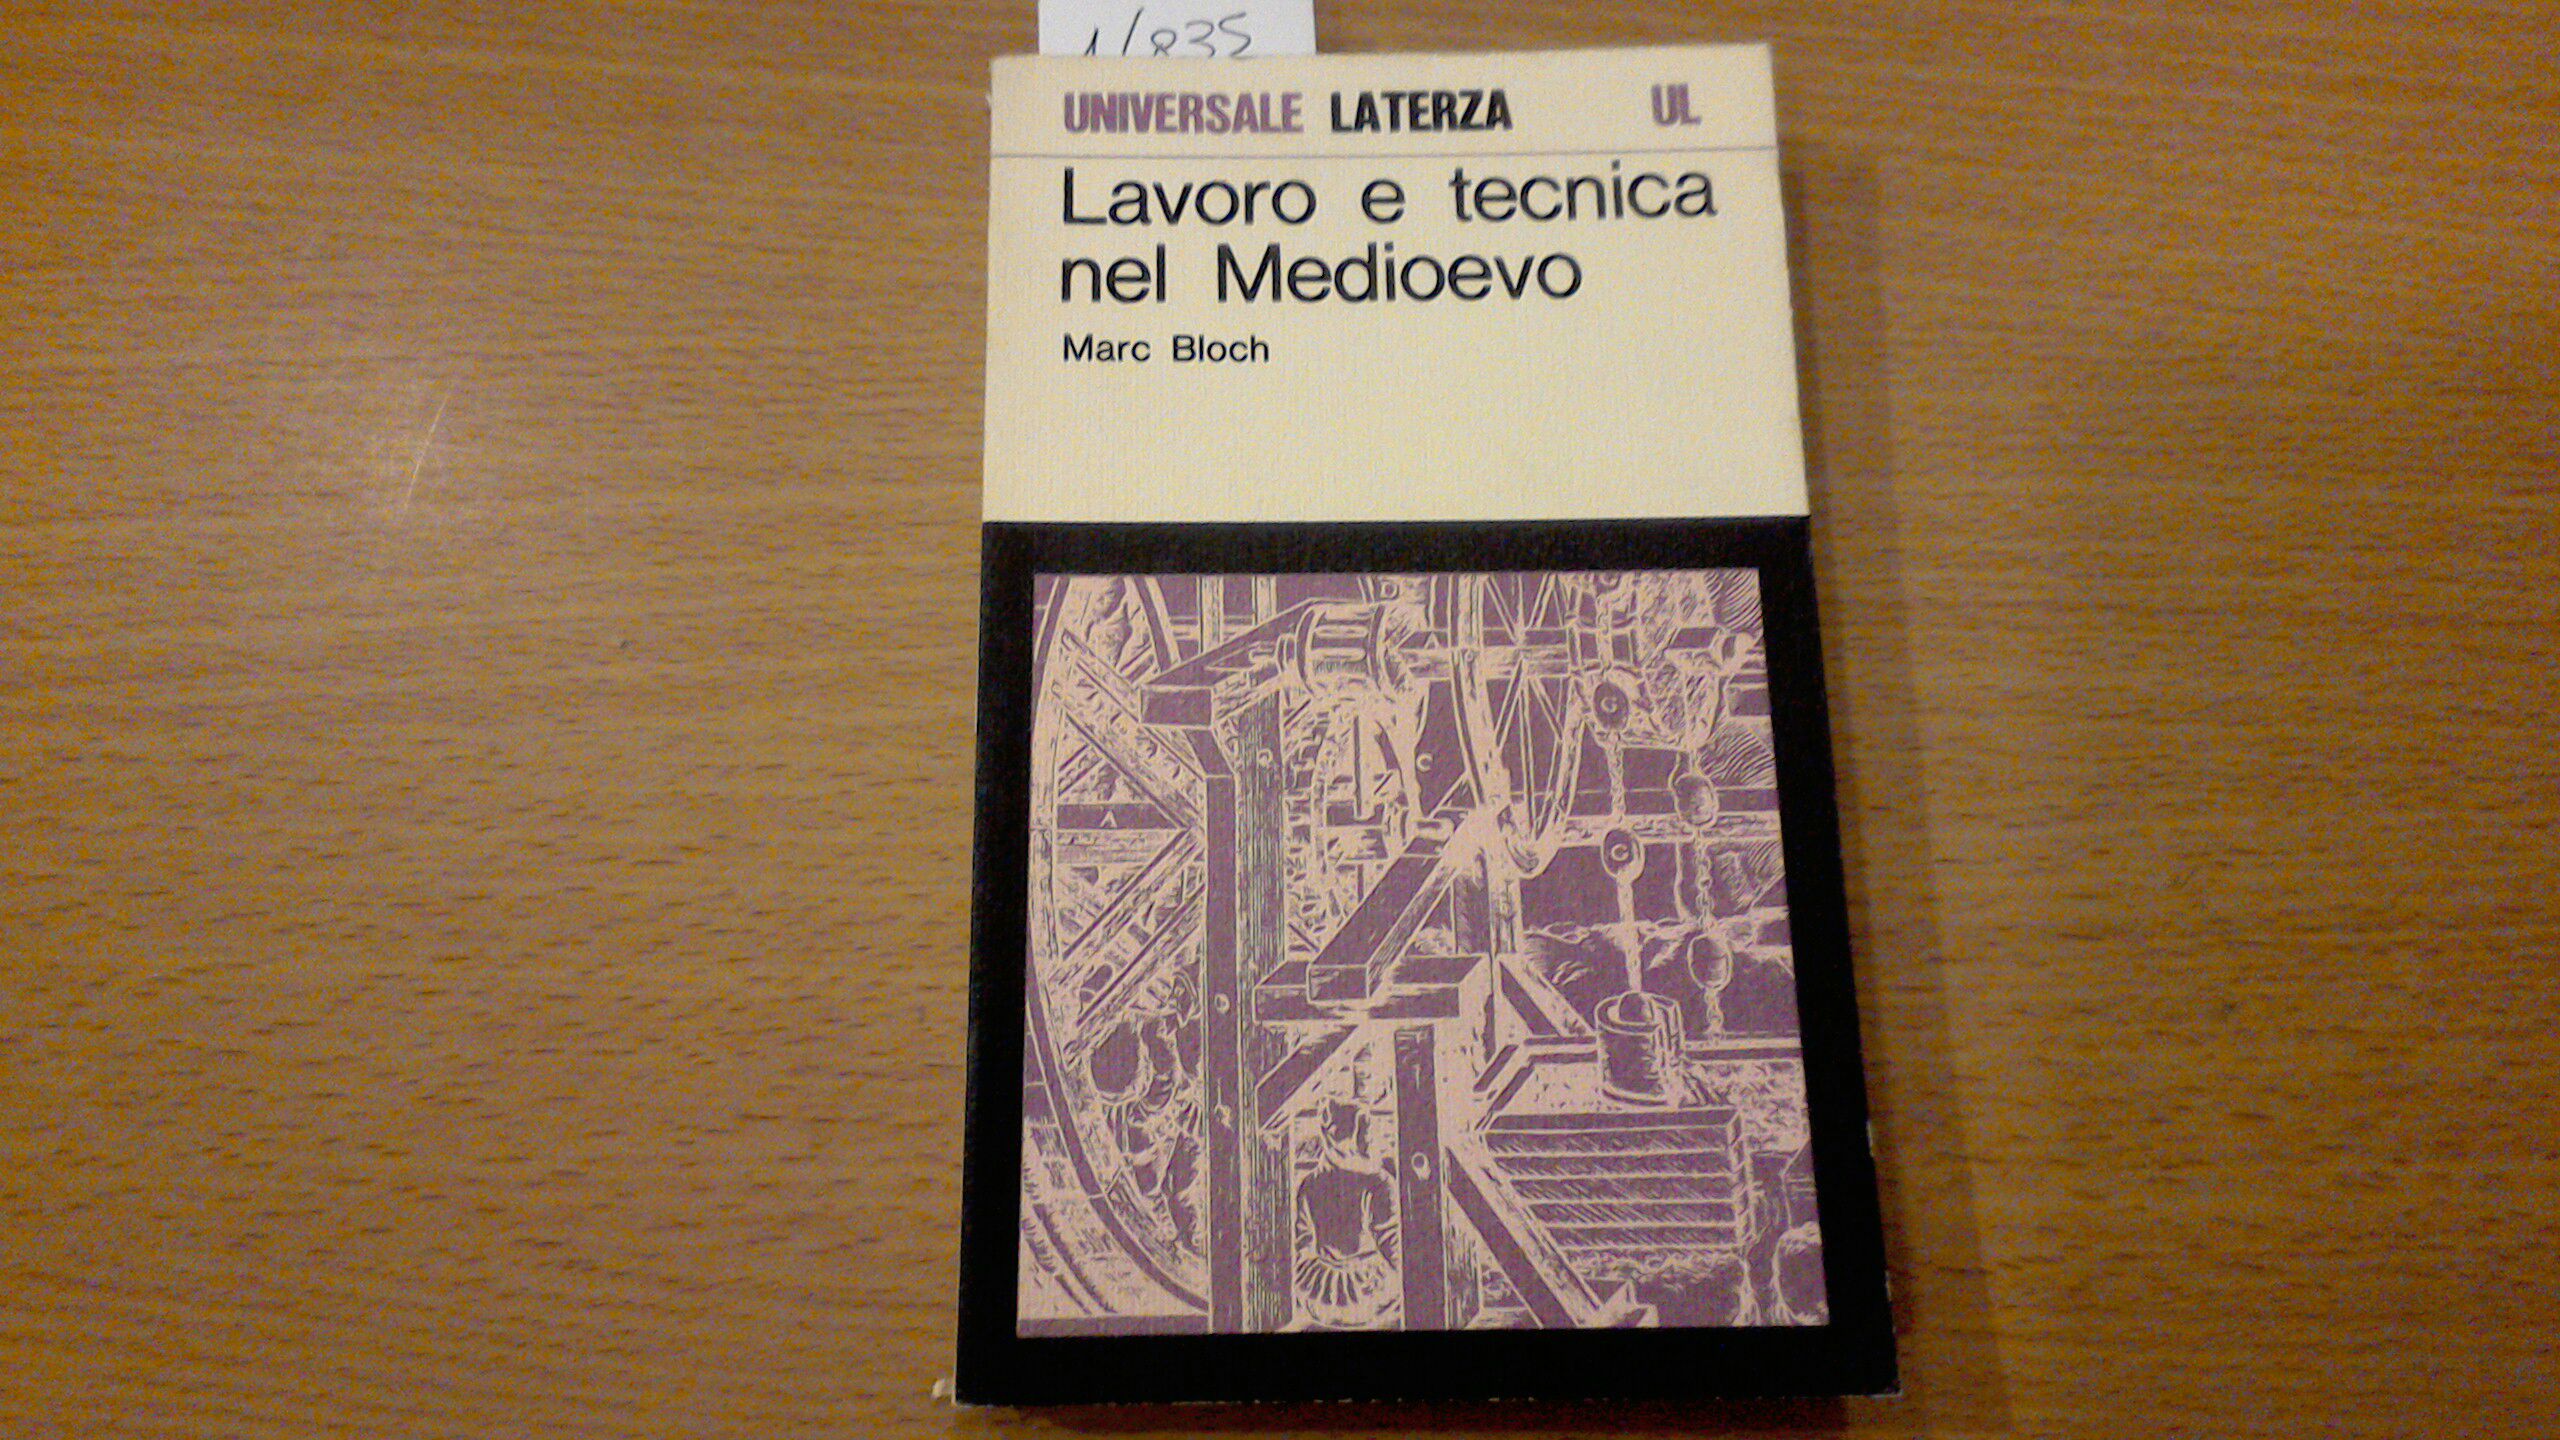 1/835
UNIVERSALE LATERZA UL
Lavoro e tecnica
nel Medioevo
Marc Bloch
D
G
C
A
G